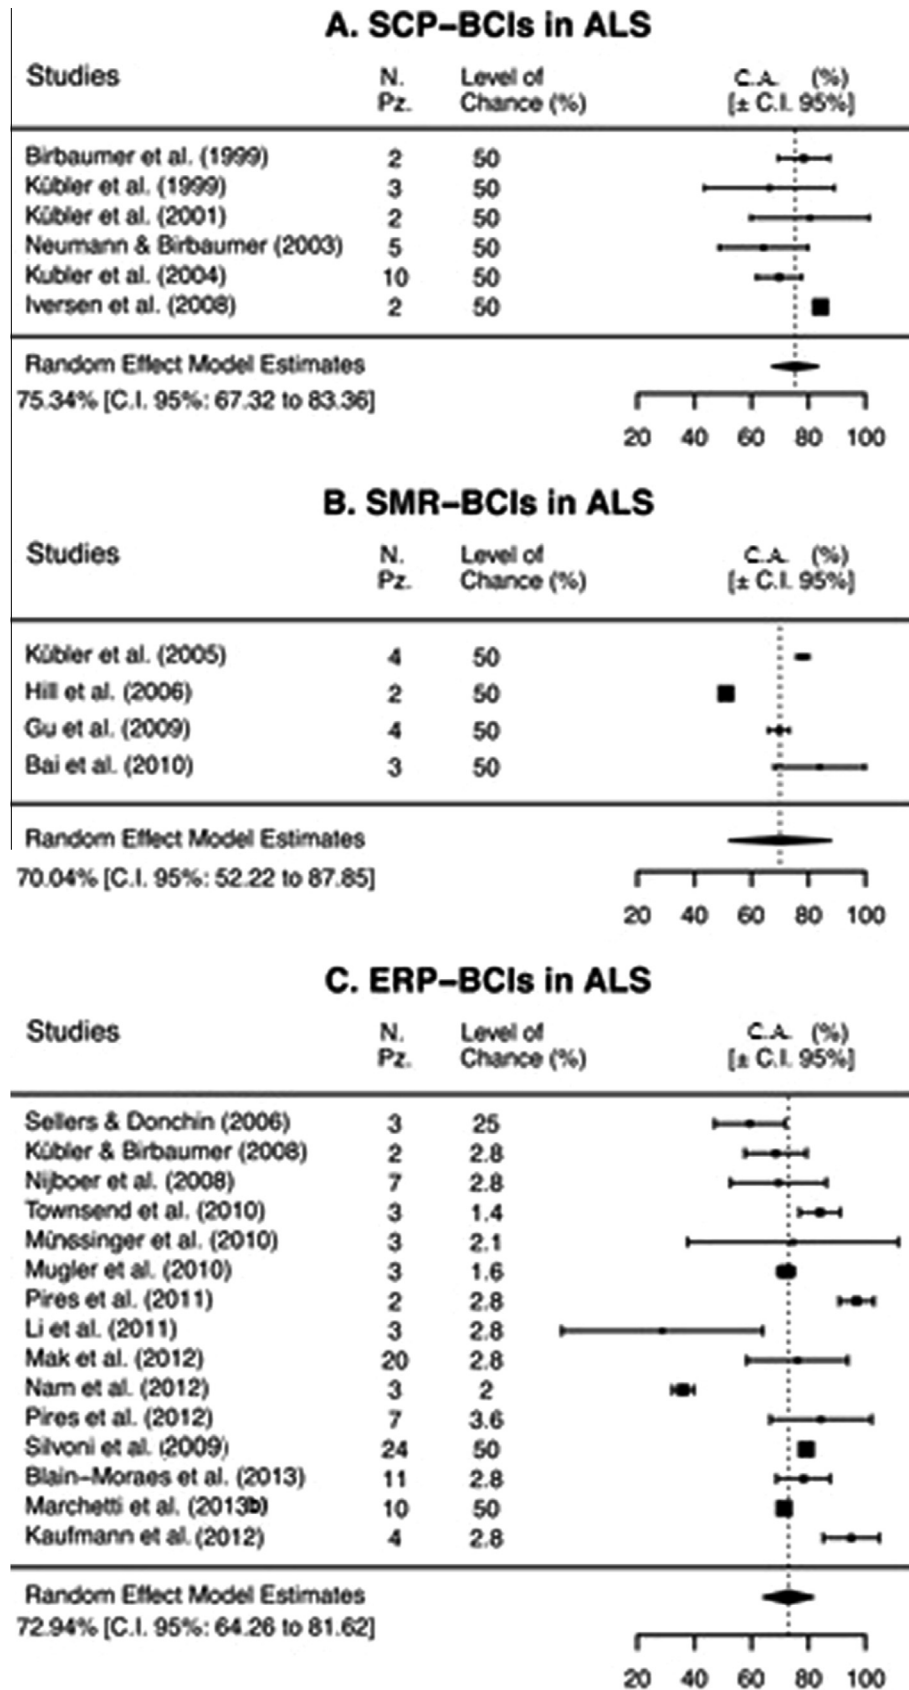 A. SCP–BCIs in ALS
Studies N. Level of C.A. (%)
Pz. Chance (%) [± C.I. 95%]
Birbaumer et al. (1999) 2 50
Kübler et al. (1999) 3 50
Kübler et al. (2001) 2 50
Neumann & Birbaumer (2003) 5 50
Kubler et al. (2004) 10 50
Iversen et al. (2008) 2 50
Random Effect Model Estimates
75.34% [C.I. 95%: 67.32 to 83.36]
20 40 60 80 100
B. SMR–BCIs in ALS
Studies N. Level of C.A. (%)
Pz. Chance (%) [± C.I. 95%]
Kübler et al. (2005) 4 50
Hill et al. (2006) 2 50
Gu et al. (2009) 4 50
Bai et al. (2010) 3 50
Random Effect Model Estimates
70.04% [C.I. 95%: 52.22 to 87.85]
20 40 60 80 100
C. ERP–BCIs in ALS
Studies N. Level of C.A. (%)
Pz. Chance (%) [± C.I. 95%]
Sellers & Donchin (2006) 3 25
Kübler & Birbaumer (2008) 2 2.8
Nijboer et al. (2008) 7 2.8
Townsend et al. (2010) 3 1.4
Münssinger et al. (2010) 3 2.1
Mugler et al. (2010) 3 1.6
Pires et al. (2011) 2 2.8
Li et al. (2011) 3 2.8
Mak et al. (2012) 20 2.8
Nam et al. (2012) 3 2
Pires et al. (2012) 7 3.6
Silvoni et al. (2009) 24 50
Blain–Moraes et al. (2013) 11 2.8
Marchetti et al. (2013b) 10 50
Kaufmann et al. (2012) 4 2.8
Random Effect Model Estimates
72.94% [C.I. 95%: 64.26 to 81.62]
20 40 60 80 100